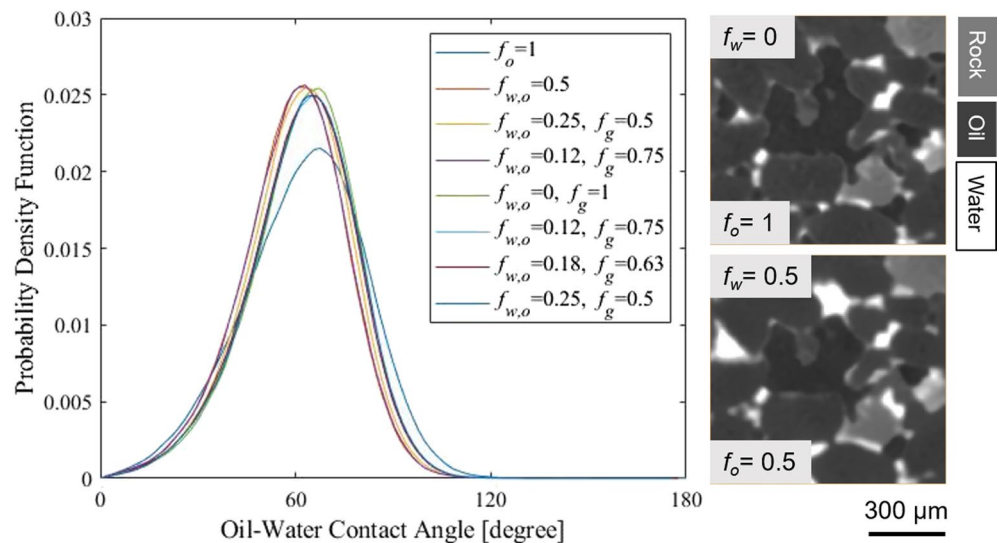 0.03
0.025
0.02
0.015
0.01
0.005
0
Probability Density Function
0
60
120
180
Oil-Water Contact Angle [degree]
f_o=1
f_w,o=0.5
f_w,o=0.25, f_g=0.5
f_w,o=0.12, f_g=0.75
f_w,o=0, f_g=1
f_w,o=0.12, f_g=0.75
f_w,o=0.18, f_g=0.63
f_w,o=0.25, f_g=0.5
f_w= 0
f_o= 1
f_w= 0.5
f_o= 0.5
Rock
Oil
Water
300 µm